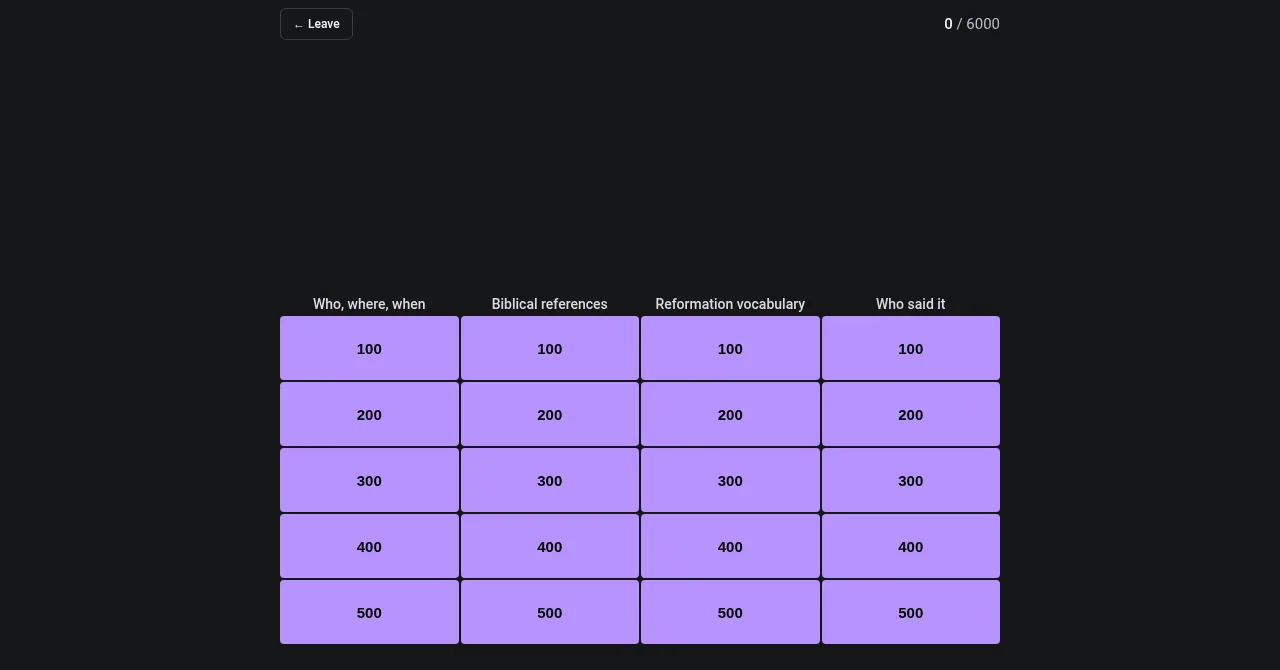 ← Leave
0 / 6000
Who, where, when Biblical references Reformation vocabulary Who said it
100 100 100 100
200 200 200 200
300 300 300 300
400 400 400 400
500 500 500 500